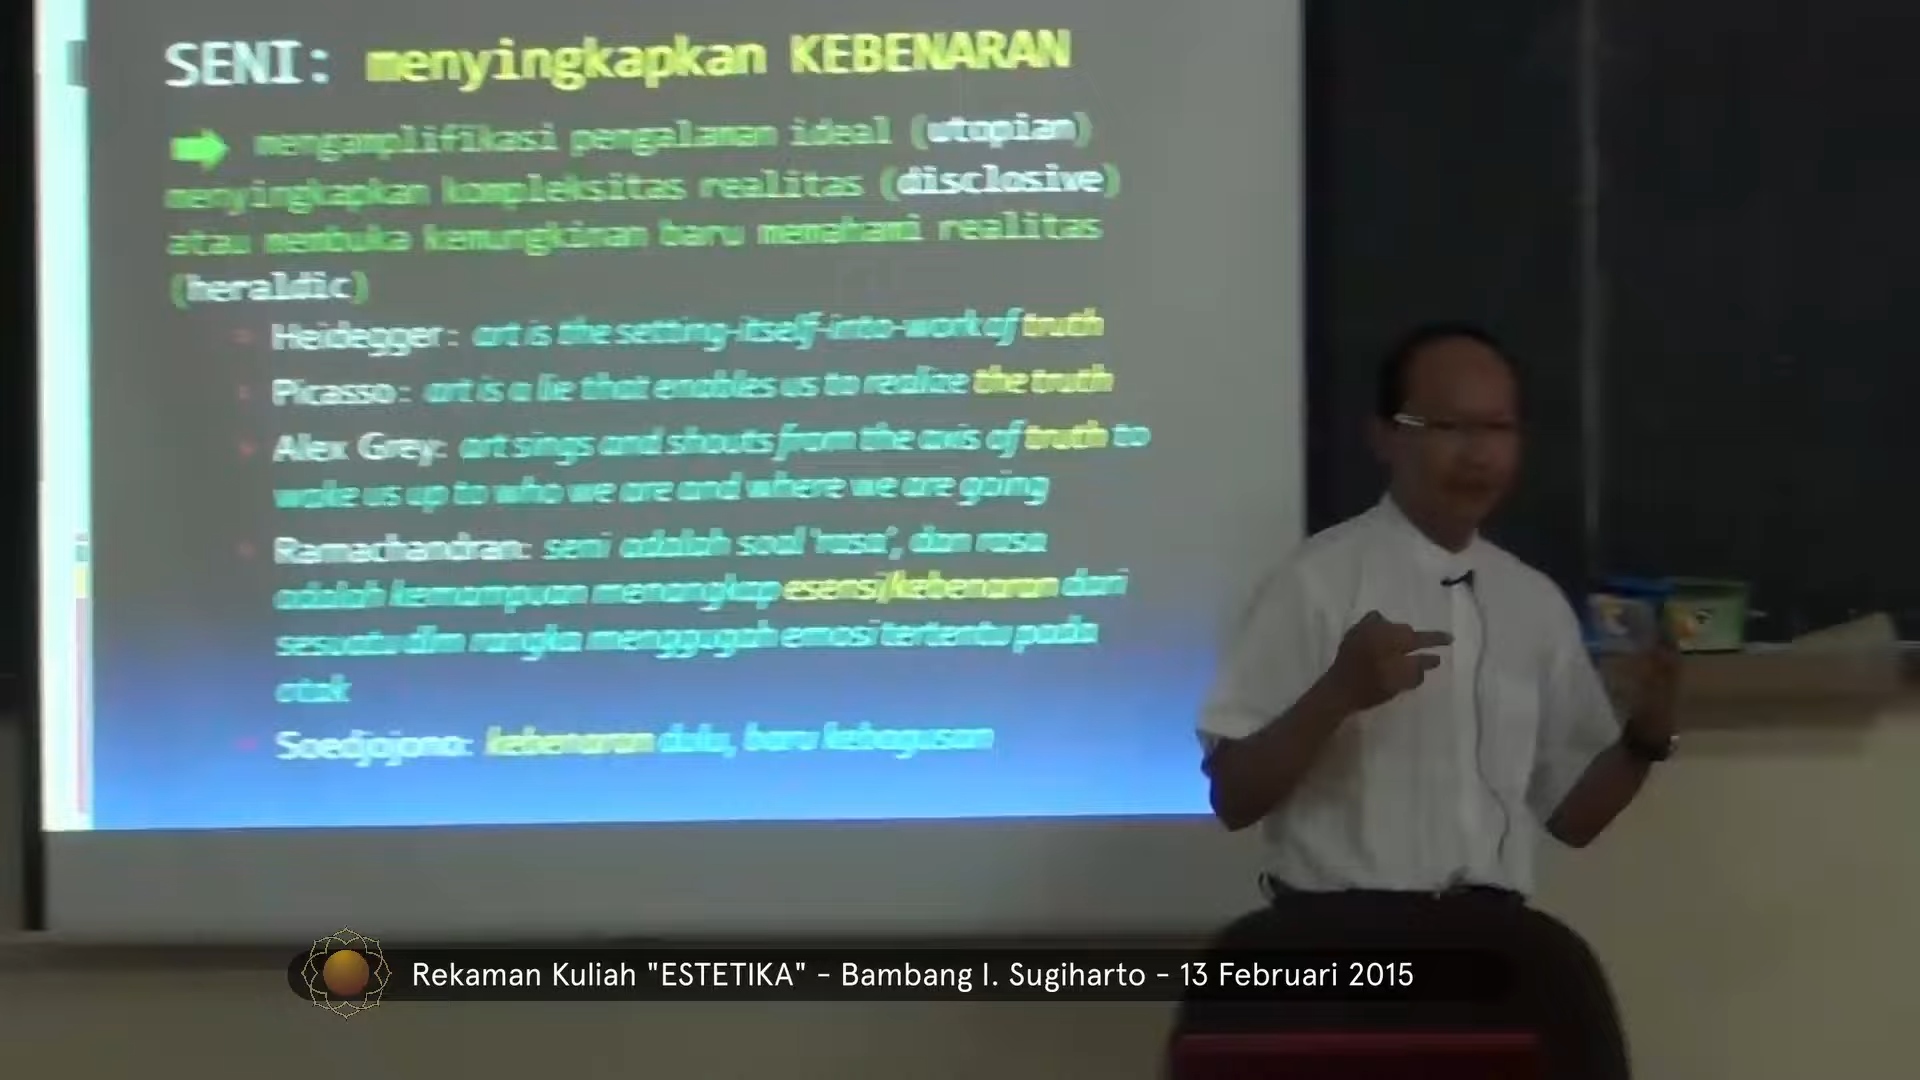 SENI: menyingkapkan KEBENARAN
mengamplifikasi pengalaman ideal (utopian)
menyingkapkan kompleksitas realitas (disclosive)
atau membuka kemungkinan baru memahami realitas
(heraldic)
Heidegger: art is the setting-itself-into-work of truth
Picasso: art is a lie that enables us to realize the truth
Alex Grey: art sings and shouts from the axis of truth to
wake us up to who we are and where we are going
Ramachandran: seni adalah soal 'rasa', dan rasa
adalah kemampuan menangkap esensi/kebenaran dari
sesuatu dlm rangka menggugah emosi tertentu pada
otak
Soedjojono: kebenaran dulu, baru kebagusan
Rekaman Kuliah "ESTETIKA" - Bambang I. Sugiharto - 13 Februari 2015